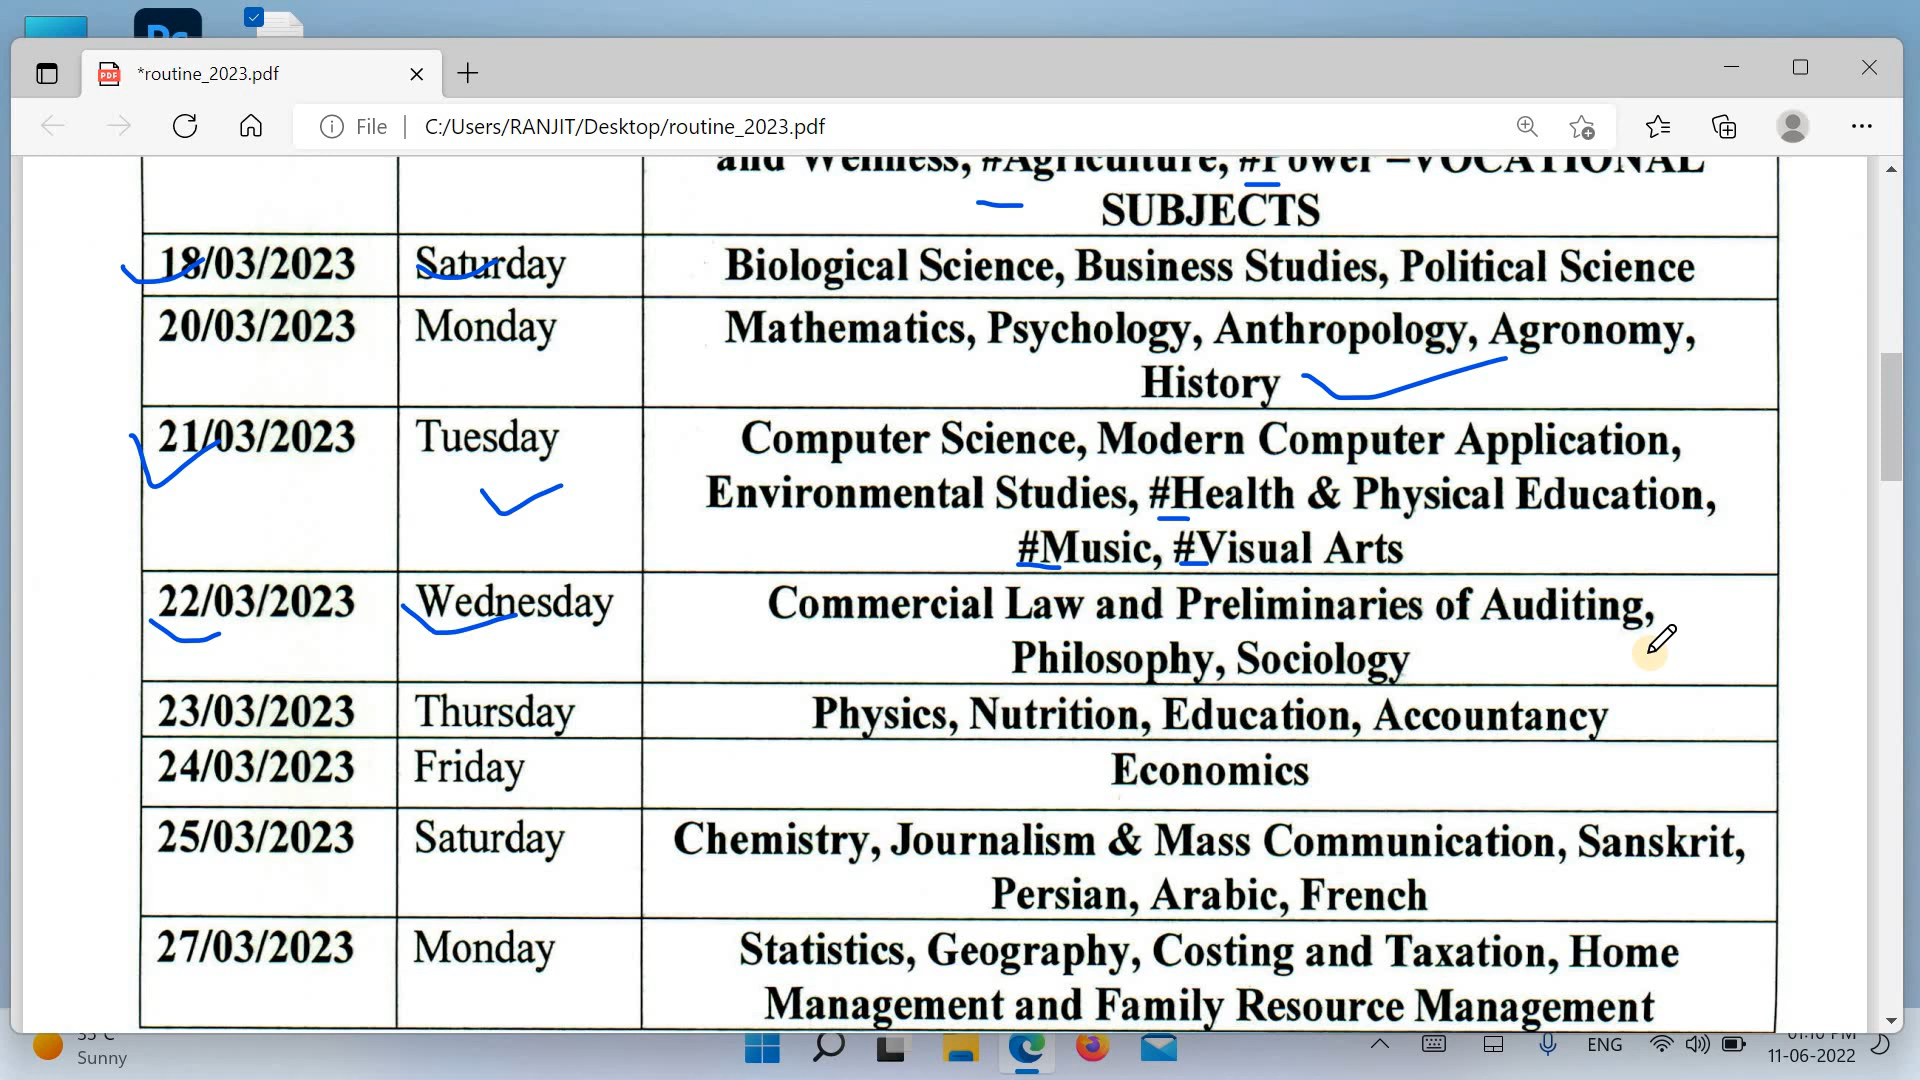 *routine_2023.pdf
File
C:/Users/RANJIT/Desktop/routine_2023.pdf
and Wellness, #Agriculture, #Power –VOCATIONAL
SUBJECTS
18/03/2023 Saturday Biological Science, Business Studies, Political Science
20/03/2023 Monday Mathematics, Psychology, Anthropology, Agronomy,
History
21/03/2023 Tuesday Computer Science, Modern Computer Application,
Environmental Studies, #Health & Physical Education,
#Music, #Visual Arts
22/03/2023 Wednesday Commercial Law and Preliminaries of Auditing,
Philosophy, Sociology
23/03/2023 Thursday Physics, Nutrition, Education, Accountancy
24/03/2023 Friday Economics
25/03/2023 Saturday Chemistry, Journalism & Mass Communication, Sanskrit,
Persian, Arabic, French
27/03/2023 Monday Statistics, Geography, Costing and Taxation, Home
Management and Family Resource Management
Sunny
ENG
11-06-2022